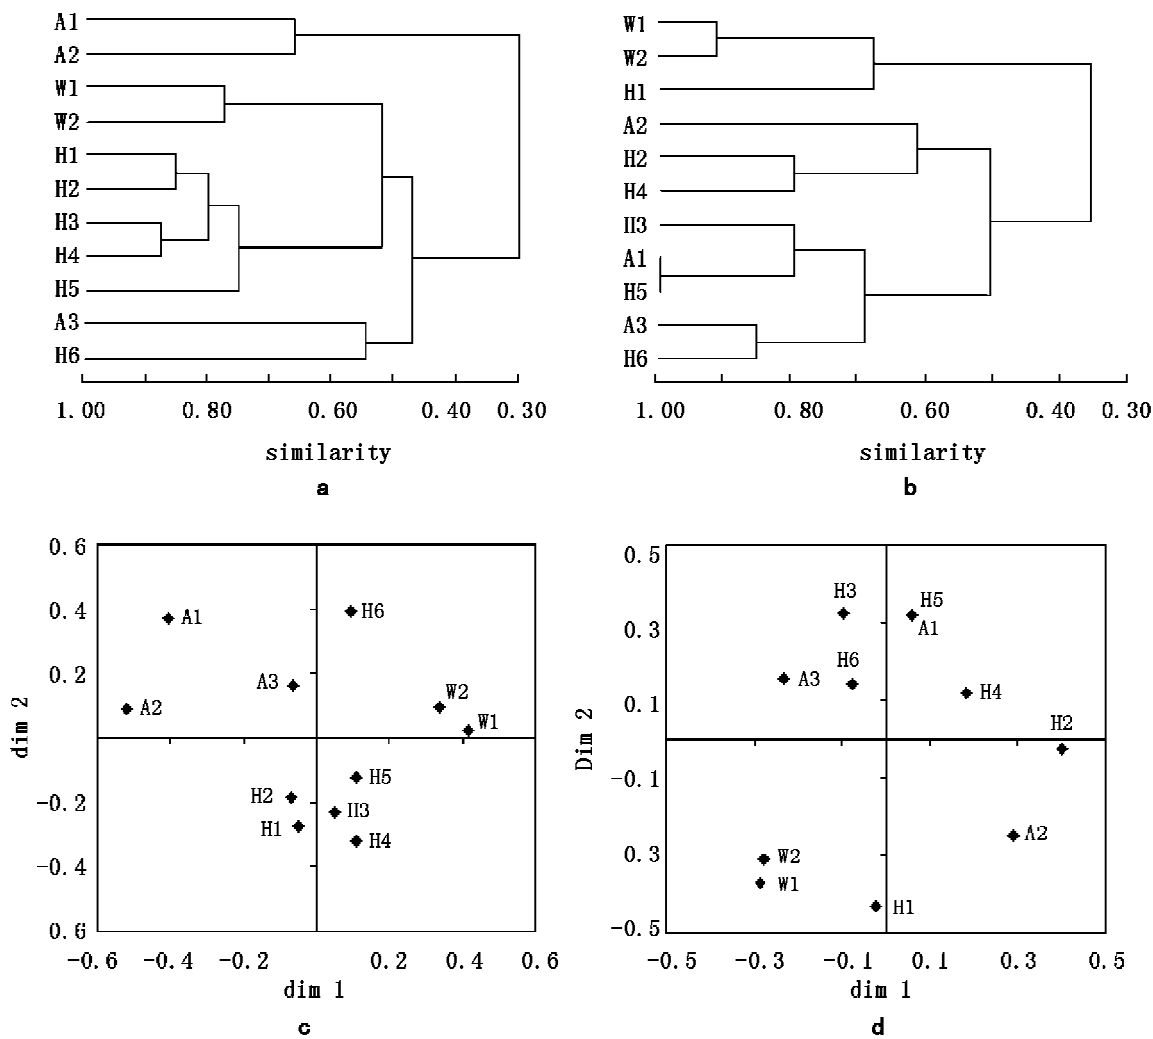 A1
A2
W1
W2
H1
H2
H3
H4
H5
A3
H6
1.00 0.80 0.60 0.40 0.30
similarity
a
W1
W2
H1
A2
H2
H4
H3
A1
H5
A3
H6
1.00 0.80 0.60 0.40 0.30
similarity
b
0.6
0.4
0.2
-0.2
-0.4
0.6
dim 2
A1
H6
A3
A2
W2
W1
H5
H2
H3
H1
H4
-0.6 -0.4 -0.2 0.2 0.4 0.6
dim 1
c
0.5
0.3
0.1
-0.1
0.3
-0.5
Dim 2
H3
H5
A1
H6
A3
H4
H2
A2
W2
W1
H1
-0.5 -0.3 -0.1 0.1 0.3 0.5
dim 1
d